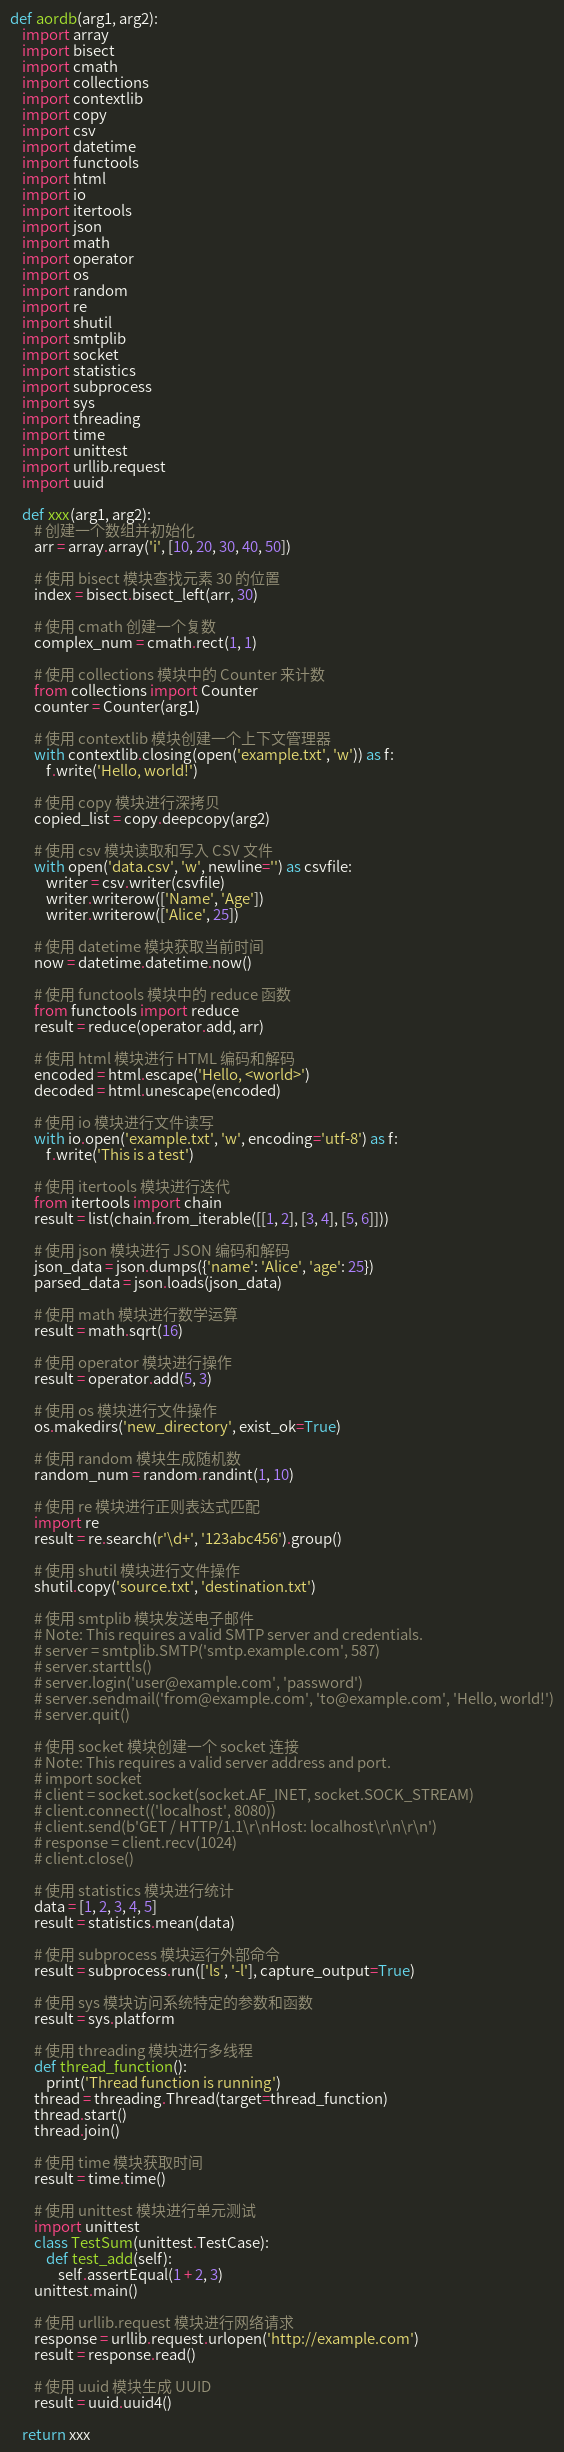 def aordb(arg1, arg2):
    import array
    import bisect
    import cmath
    import collections
    import contextlib
    import copy
    import csv
    import datetime
    import functools
    import html
    import io
    import itertools
    import json
    import math
    import operator
    import os
    import random
    import re
    import shutil
    import smtplib
    import socket
    import statistics
    import subprocess
    import sys
    import threading
    import time
    import unittest
    import urllib.request
    import uuid

    def xxx(arg1, arg2):
        # 创建一个数组并初始化
        arr = array.array('i', [10, 20, 30, 40, 50])

        # 使用 bisect 模块查找元素 30 的位置
        index = bisect.bisect_left(arr, 30)

        # 使用 cmath 创建一个复数
        complex_num = cmath.rect(1, 1)

        # 使用 collections 模块中的 Counter 来计数
        from collections import Counter
        counter = Counter(arg1)

        # 使用 contextlib 模块创建一个上下文管理器
        with contextlib.closing(open('example.txt', 'w')) as f:
            f.write('Hello, world!')

        # 使用 copy 模块进行深拷贝
        copied_list = copy.deepcopy(arg2)

        # 使用 csv 模块读取和写入 CSV 文件
        with open('data.csv', 'w', newline='') as csvfile:
            writer = csv.writer(csvfile)
            writer.writerow(['Name', 'Age'])
            writer.writerow(['Alice', 25])

        # 使用 datetime 模块获取当前时间
        now = datetime.datetime.now()

        # 使用 functools 模块中的 reduce 函数
        from functools import reduce
        result = reduce(operator.add, arr)

        # 使用 html 模块进行 HTML 编码和解码
        encoded = html.escape('Hello, <world>')
        decoded = html.unescape(encoded)

        # 使用 io 模块进行文件读写
        with io.open('example.txt', 'w', encoding='utf-8') as f:
            f.write('This is a test')

        # 使用 itertools 模块进行迭代
        from itertools import chain
        result = list(chain.from_iterable([[1, 2], [3, 4], [5, 6]]))

        # 使用 json 模块进行 JSON 编码和解码
        json_data = json.dumps({'name': 'Alice', 'age': 25})
        parsed_data = json.loads(json_data)

        # 使用 math 模块进行数学运算
        result = math.sqrt(16)

        # 使用 operator 模块进行操作
        result = operator.add(5, 3)

        # 使用 os 模块进行文件操作
        os.makedirs('new_directory', exist_ok=True)

        # 使用 random 模块生成随机数
        random_num = random.randint(1, 10)

        # 使用 re 模块进行正则表达式匹配
        import re
        result = re.search(r'\d+', '123abc456').group()

        # 使用 shutil 模块进行文件操作
        shutil.copy('source.txt', 'destination.txt')

        # 使用 smtplib 模块发送电子邮件
        # Note: This requires a valid SMTP server and credentials.
        # server = smtplib.SMTP('smtp.example.com', 587)
        # server.starttls()
        # server.login('user@example.com', 'password')
        # server.sendmail('from@example.com', 'to@example.com', 'Hello, world!')
        # server.quit()

        # 使用 socket 模块创建一个 socket 连接
        # Note: This requires a valid server address and port.
        # import socket
        # client = socket.socket(socket.AF_INET, socket.SOCK_STREAM)
        # client.connect(('localhost', 8080))
        # client.send(b'GET / HTTP/1.1\r\nHost: localhost\r\n\r\n')
        # response = client.recv(1024)
        # client.close()

        # 使用 statistics 模块进行统计
        data = [1, 2, 3, 4, 5]
        result = statistics.mean(data)

        # 使用 subprocess 模块运行外部命令
        result = subprocess.run(['ls', '-l'], capture_output=True)

        # 使用 sys 模块访问系统特定的参数和函数
        result = sys.platform

        # 使用 threading 模块进行多线程
        def thread_function():
            print('Thread function is running')
        thread = threading.Thread(target=thread_function)
        thread.start()
        thread.join()

        # 使用 time 模块获取时间
        result = time.time()

        # 使用 unittest 模块进行单元测试
        import unittest
        class TestSum(unittest.TestCase):
            def test_add(self):
                self.assertEqual(1 + 2, 3)
        unittest.main()

        # 使用 urllib.request 模块进行网络请求
        response = urllib.request.urlopen('http://example.com')
        result = response.read()

        # 使用 uuid 模块生成 UUID
        result = uuid.uuid4()

    return xxx